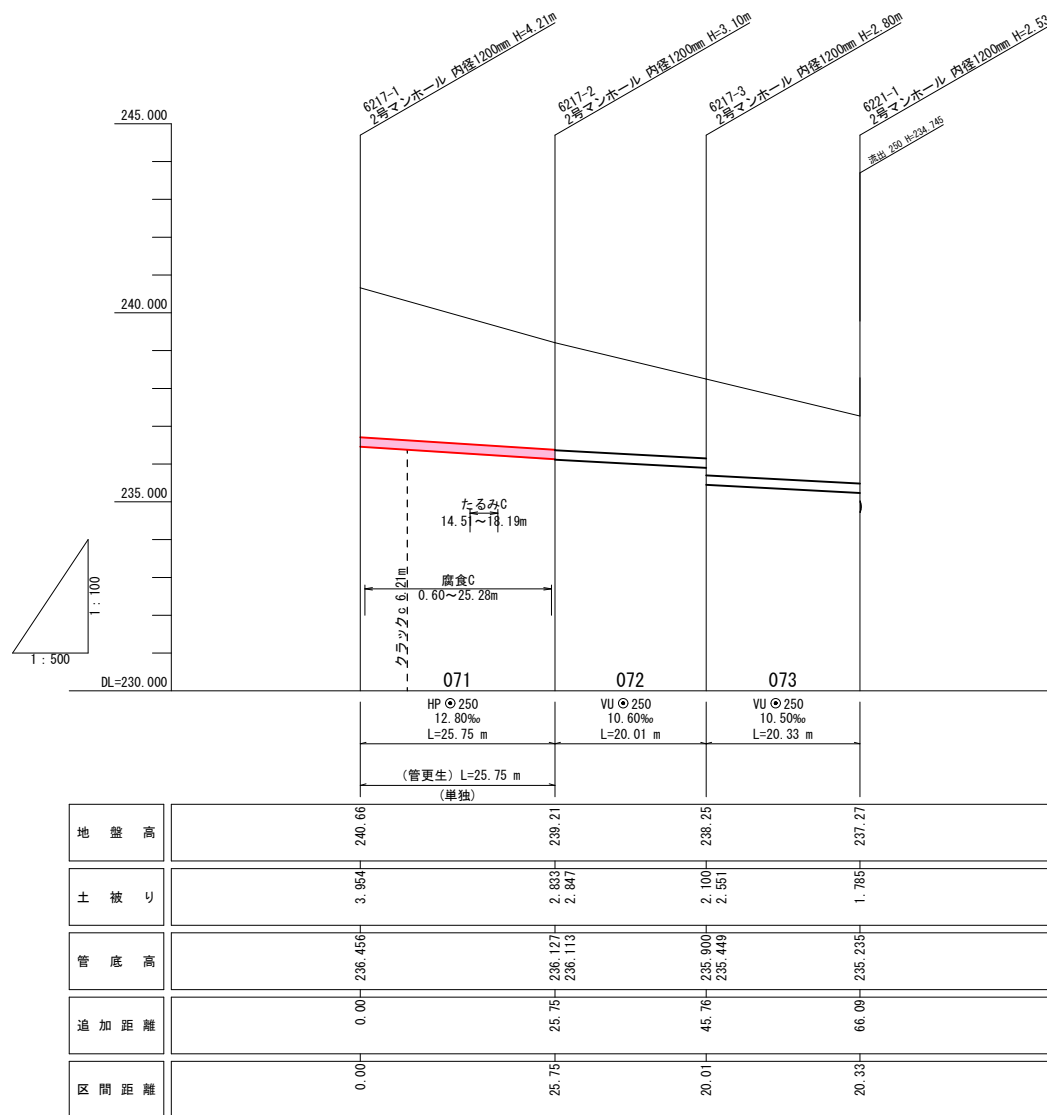 6217-1
2号マンホール 内径1200mm H=4.21m
6217-2
2号マンホール 内径1200mm H=3.10m
6217-3
2号マンホール 内径1200mm H=2.80m
6221-1
2号マンホール 内径1200mm H=2.53
流出 250 H=234.745
245.000
240.000
235.000
DL=230.000
1:100
1:500
たるみC
14.51～18.19m
腐食C
0.60～25.28m
クラックc 6.21m
071
HP ◉ 250
12.80‰
L=25.75 m
072
VU ◉ 250
10.60‰
L=20.01 m
073
VU ◉ 250
10.50‰
L=20.33 m
(管更生) L=25.75 m
(単独)
地盤高 240.66 239.21 238.25 237.27
土被り 3.954 2.833 2.847 2.100 2.551 1.785
管底高 236.456 236.127 236.113 235.900 235.449 235.235
追加距離 0.00 25.75 45.76 66.09
区間距離 0.00 25.75 20.01 20.33